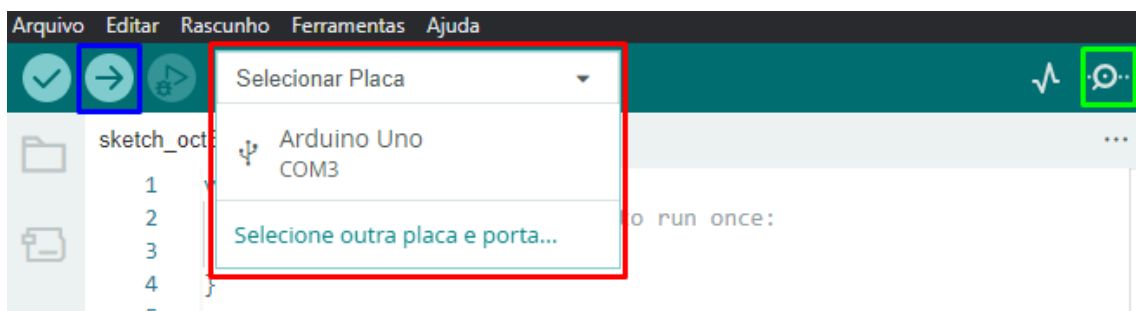 Arquivo Editar Rascunho Ferramentas Ajuda
Selecionar Placa
sketch_oct
Arduino Uno
COM3
1
2 o run once:
Selecione outra placa e porta...
3
4 }